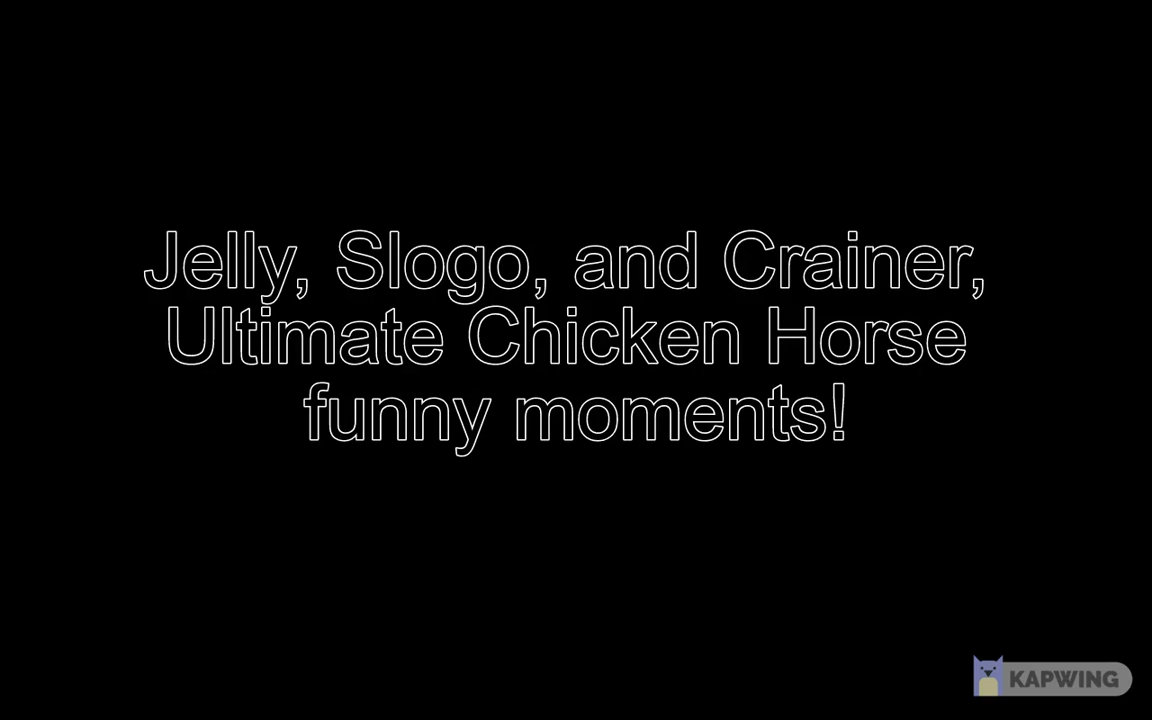 Jelly, Slogo, and Crainer,
Ultimate Chicken Horse
funny moments!
KAPWING